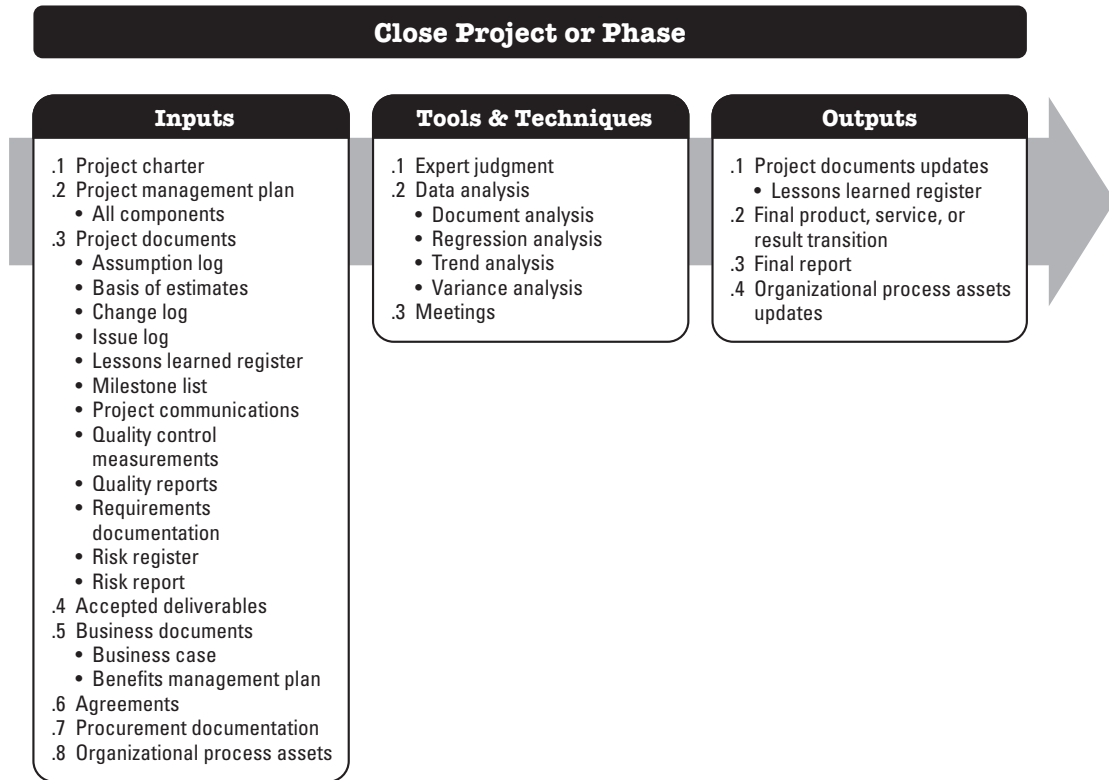 Close Project or Phase
Inputs
.1 Project charter
.2 Project management plan
• All components
.3 Project documents
• Assumption log
• Basis of estimates
• Change log
• Issue log
• Lessons learned register
• Milestone list
• Project communications
• Quality control
measurements
• Quality reports
• Requirements
documentation
• Risk register
• Risk report
.4 Accepted deliverables
.5 Business documents
• Business case
• Benefits management plan
.6 Agreements
.7 Procurement documentation
.8 Organizational process assets
Tools & Techniques
.1 Expert judgment
.2 Data analysis
• Document analysis
• Regression analysis
• Trend analysis
• Variance analysis
.3 Meetings
Outputs
.1 Project documents updates
• Lessons learned register
.2 Final product, service, or
result transition
.3 Final report
.4 Organizational process assets
updates